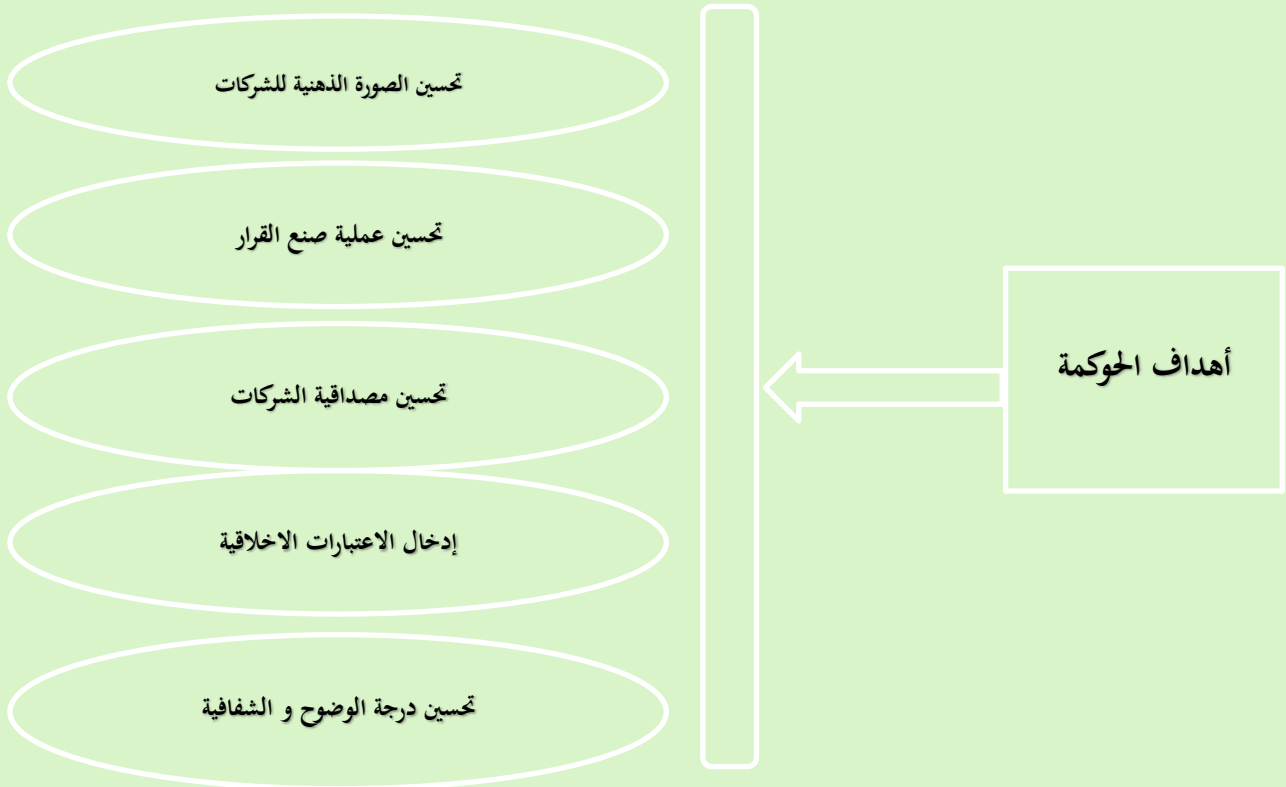 أهداف الحوكمة
تحسين الصورة الذهنية للشركات
تحسين عملية صنع القرار
تحسين مصداقية الشركات
إدخال الاعتبارات الاخلاقية
تحسين درجة الوضوح و الشفافية